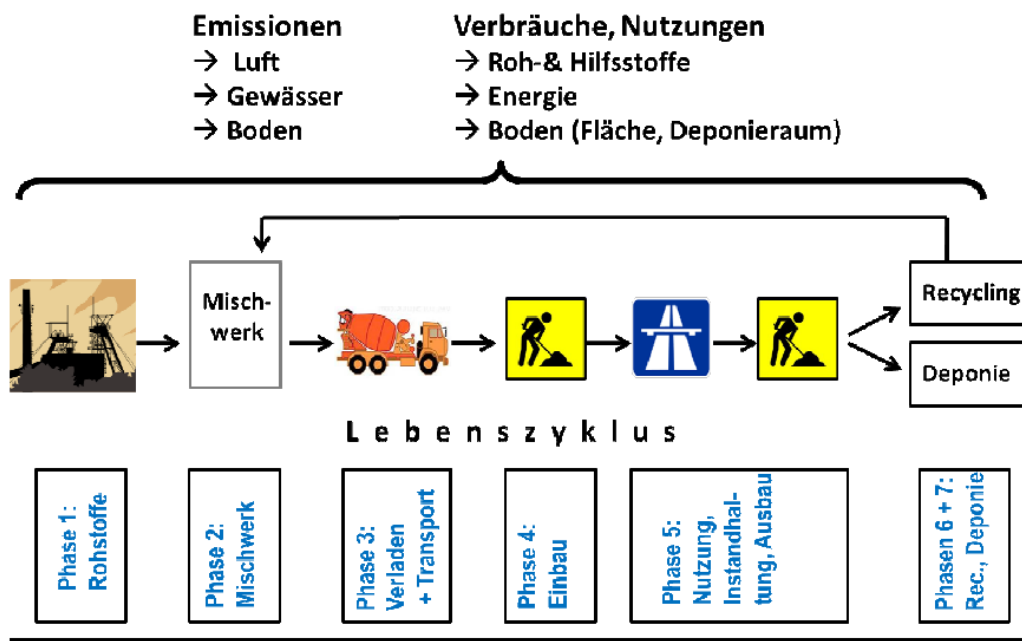 Emissionen
→ Luft
→ Gewässer
→ Boden
Verbräuche, Nutzungen
→ Roh-& Hilfsstoffe
→ Energie
→ Boden (Fläche, Deponieraum)
Misch-
werk
Recycling
Deponie
Lebenszyklus
Phase 1:
Rohstoffe
Phase 2:
Mischwerk
Phase 3:
Verladen
+ Transport
Phase 4:
Einbau
Phase 5:
Nutzung,
Instandhal-
tung, Ausbau
Phasen 6 + 7:
Rec., Deponie